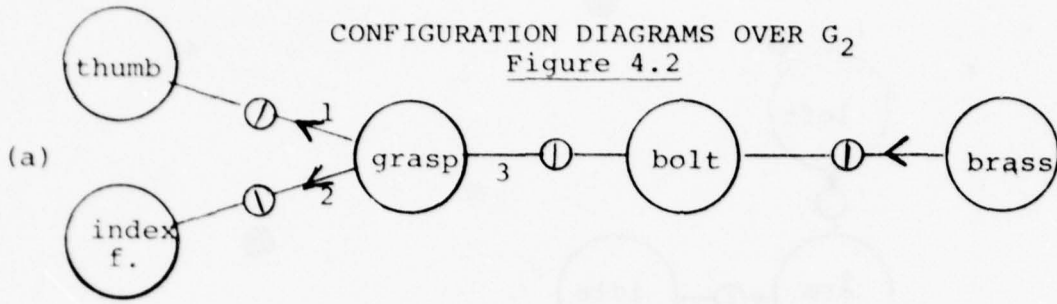 CONFIGURATION DIAGRAMS OVER G₂
Figure 4.2
(a)
thumb
1
grasp
3
bolt
brass
2
index
f.